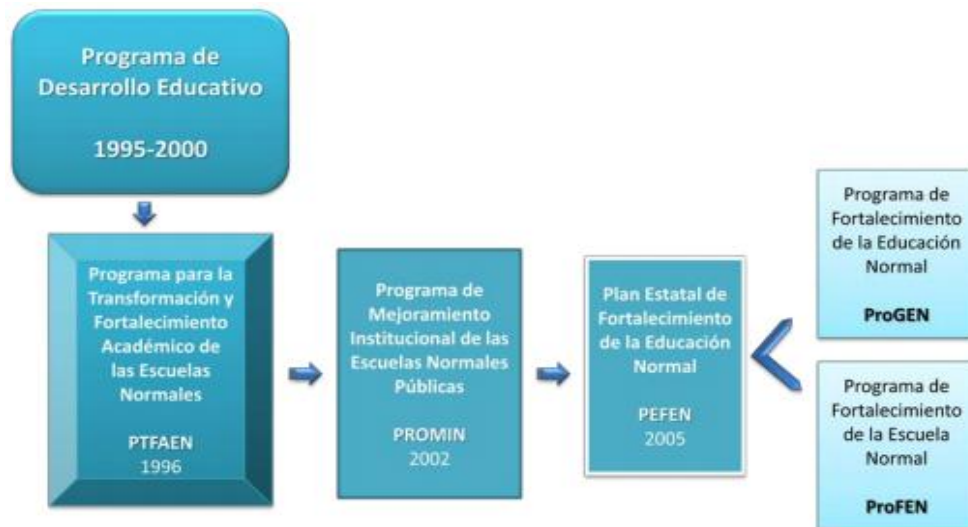 Programa de
Desarrollo Educativo
1995-2000
Programa para la
Transformación y
Fortalecimiento
Académico de
las Escuelas
Normales
PTFAEN
1996
Programa de
Mejoramiento
Institucional de las
Escuelas Normales
Públicas
PROMIN
2002
Plan Estatal de
Fortalecimiento
de la Educación
Normal
PEFEN
2005
Programa de
Fortalecimiento
de la Educación
Normal
ProGEN
Programa de
Fortalecimiento
de la Escuela
Normal
ProFEN